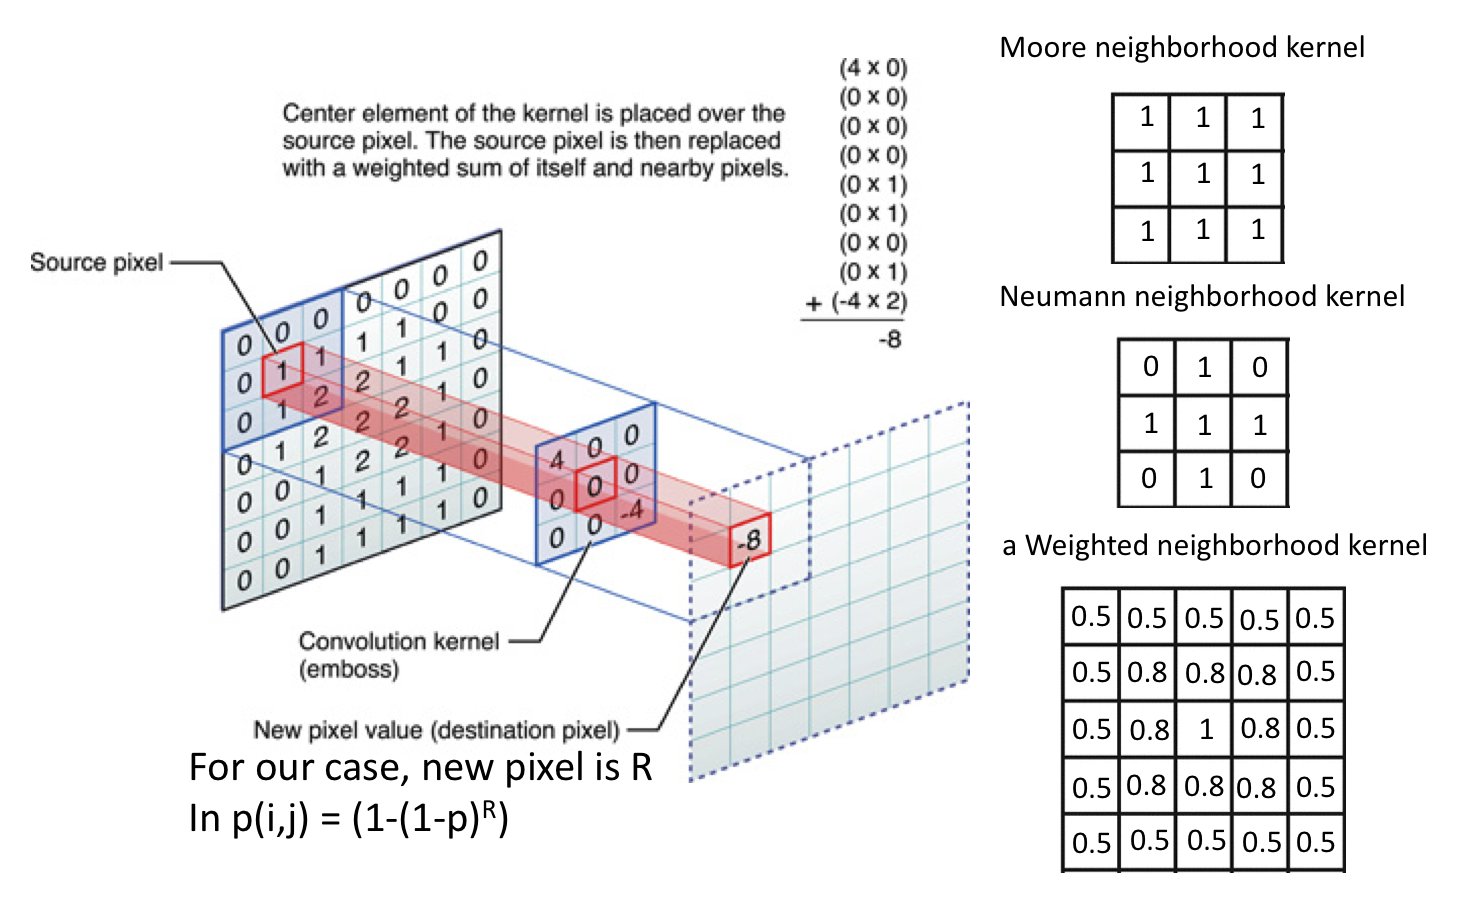 Moore neighborhood kernel
1 1 1
1 1 1
1 1 1
Neumann neighborhood kernel
0 1 0
1 1 1
0 1 0
a Weighted neighborhood kernel
0.5 0.5 0.5 0.5 0.5
0.5 0.8 0.8 0.8 0.5
0.5 0.8 1 0.8 0.5
0.5 0.8 0.8 0.8 0.5
0.5 0.5 0.5 0.5 0.5
Center element of the kernel is placed over the
source pixel. The source pixel is then replaced
with a weighted sum of itself and nearby pixels.
(4 x 0)
(0 x 0)
(0 x 0)
(0 x 0)
(0 x 1)
(0 x 1)
(0 x 0)
(0 x 1)
+ (-4 x 2)
-8
Source pixel
0 0 0 0 0 0 0
0 1 1 1 1 0 0
0 1 2 2 1 1 0
0 1 2 2 2 1 0
0 0 1 2 2 1 0
0 0 1 1 1 1 0
0 0 1 1 1 1 0
4 0 0
0 0 0
0 0 -4
-8
Convolution kernel
(emboss)
New pixel value (destination pixel)
For our case, new pixel is R
In p(i,j) = (1-(1-p)ᴿ)